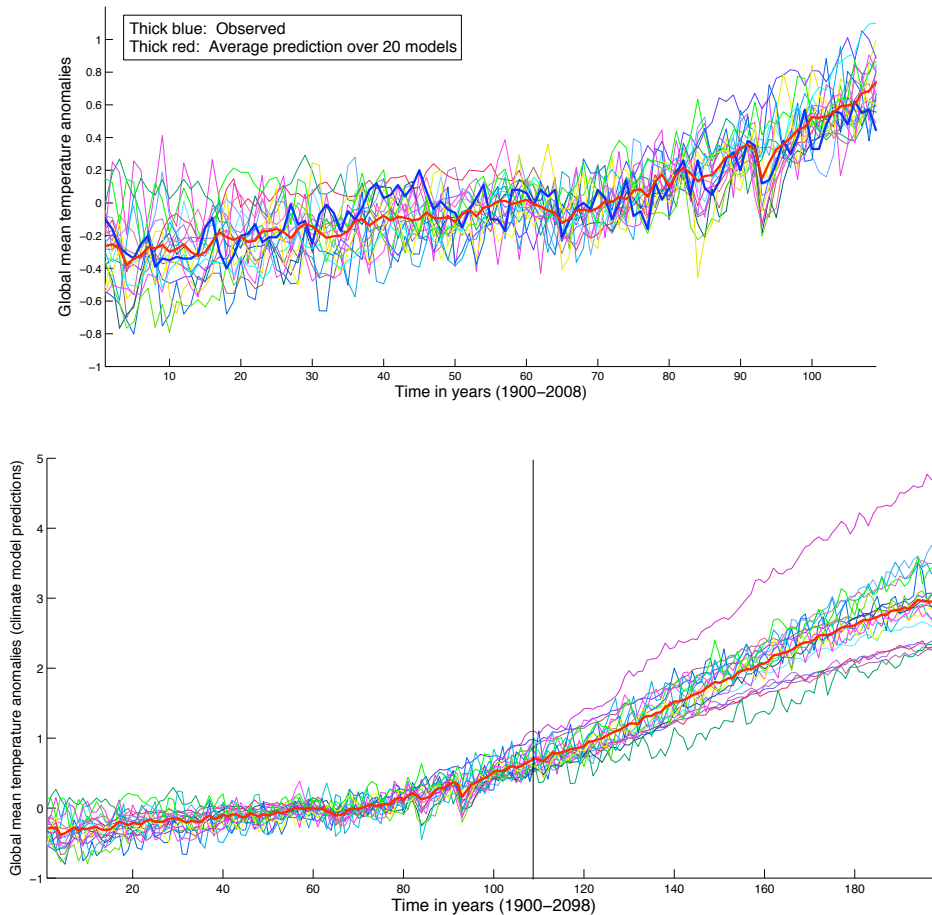 Thick blue: Observed
Thick red: Average prediction over 20 models
Global mean temperature anomalies
1
0.8
0.6
0.4
0.2
0
−0.2
−0.4
−0.6
−0.8
−1
10 20 30 40 50 60 70 80 90 100
Time in years (1900−2008)
Global mean temperature anomalies (climate model predictions)
5
4
3
2
1
0
−1
20 40 60 80 100 120 140 160 180
Time in years (1900−2098)